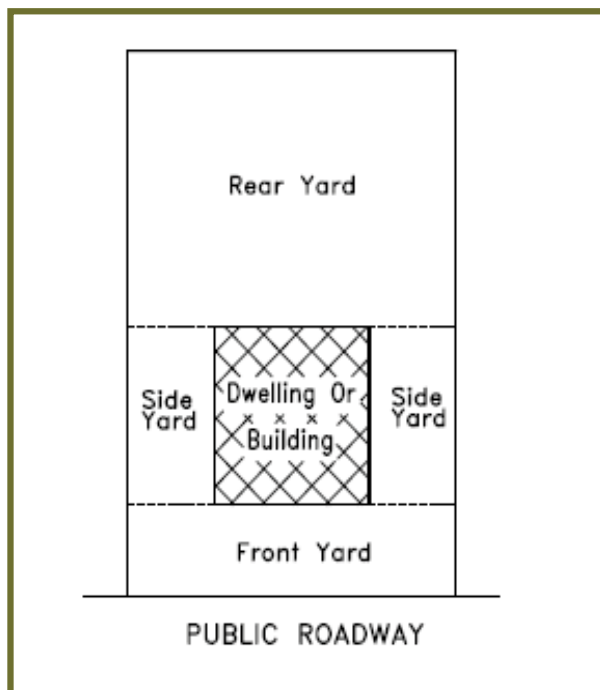 Rear Yard
Side
Yard
Dwelling Or
Building
Side
Yard
Front Yard
PUBLIC ROADWAY